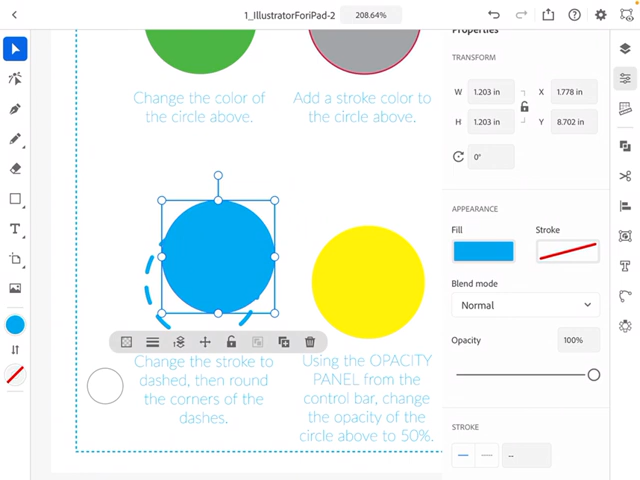 1_IllustratorForiPad-2
208.64%
Properties
Change the color of
the circle above.
Add a stroke color to
the circle above.
TRANSFORM
W 1.203 in X 1.778 in
H 1.203 in Y 8.702 in
0°
APPEARANCE
Fill Stroke
Blend mode
Normal
Opacity 100%
Change the stroke to
dashed, then round
the corners of the
dashes.
Using the OPACITY
PANEL from the
control bar, change
the opacity of the
circle above to 50%.
STROKE
--
T
T